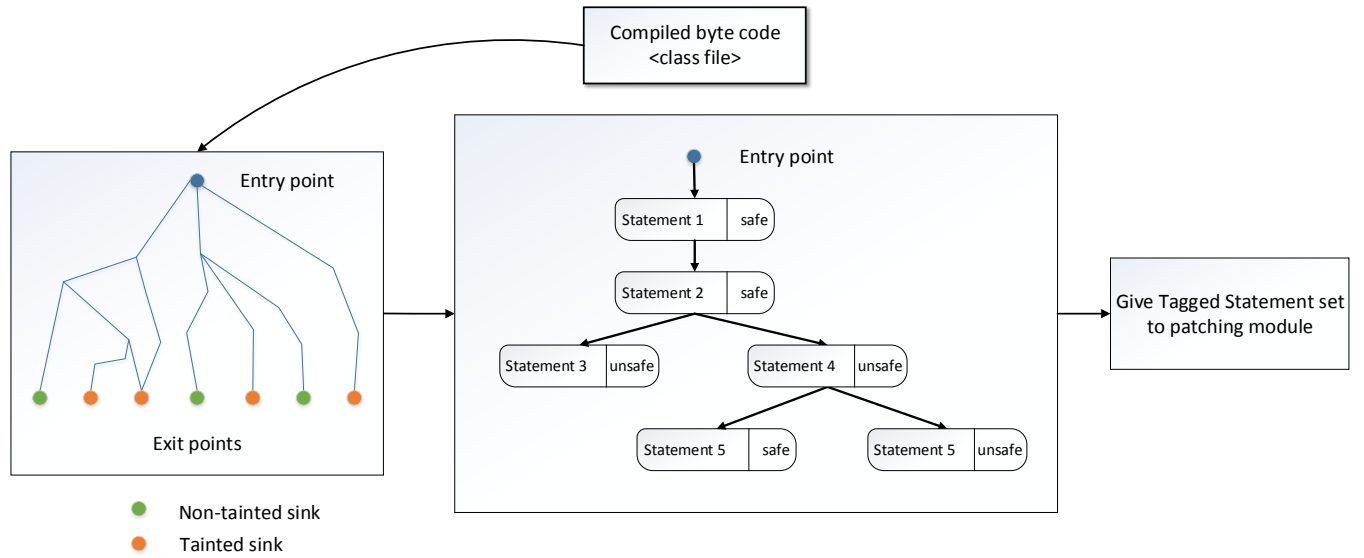 Compiled byte code
<class file>
Entry point
Exit points
Non-tainted sink
Tainted sink
Entry point
Statement 1 safe
Statement 2 safe
Statement 3 unsafe
Statement 4 unsafe
Statement 5 safe
Statement 5 unsafe
Give Tagged Statement set
to patching module